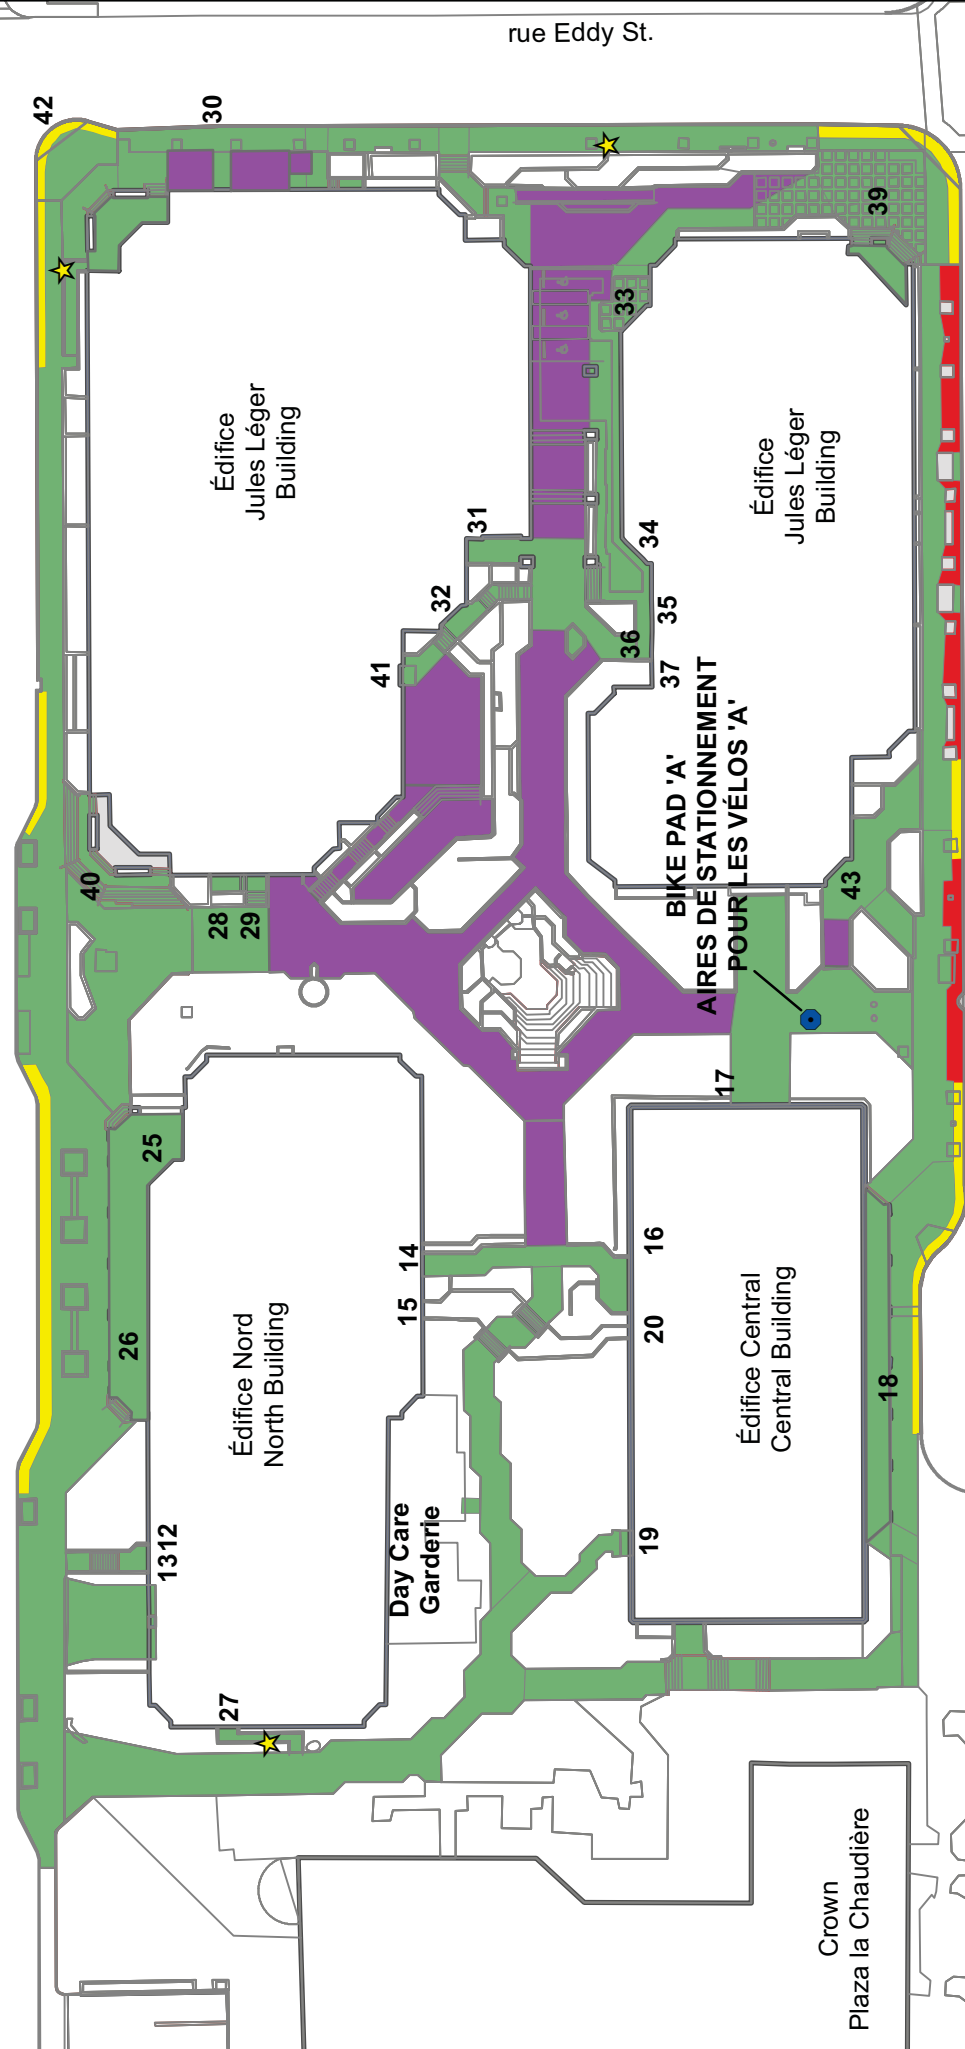 rue Eddy St.
42
30
39
33
Édifice
Jules Léger
Building
Édifice
Jules Léger
Building
31
34
32
35
36
41
37
BIKE PAD 'A'
AIRES DE STATIONNEMENT
POUR LES VÉLOS 'A'
40
28
29
43
17
25
14
16
15
20
26
18
Édifice Nord
North Building
Édifice Central
Central Building
1312
19
Day Care
Garderie
27
Crown
Plaza la Chaudière